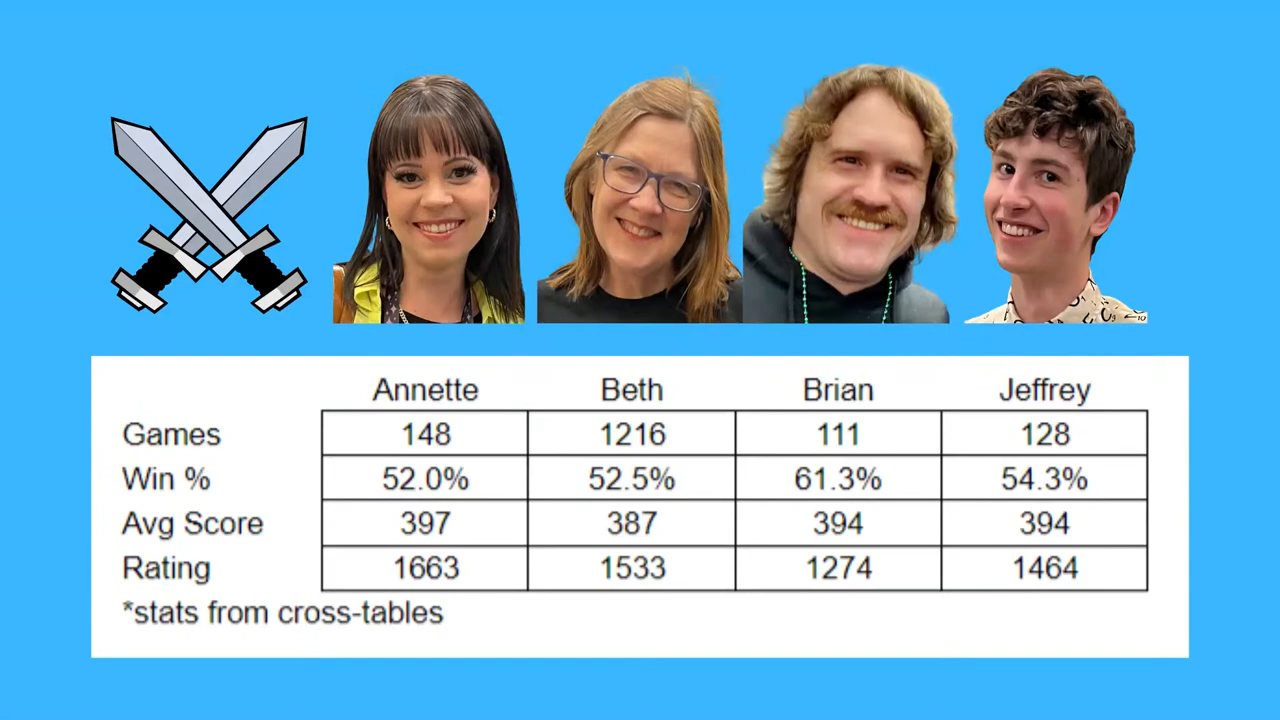 Annette Beth Brian Jeffrey
Games 148 1216 111 128
Win % 52.0% 52.5% 61.3% 54.3%
Avg Score 397 387 394 394
Rating 1663 1533 1274 1464
*stats from cross-tables